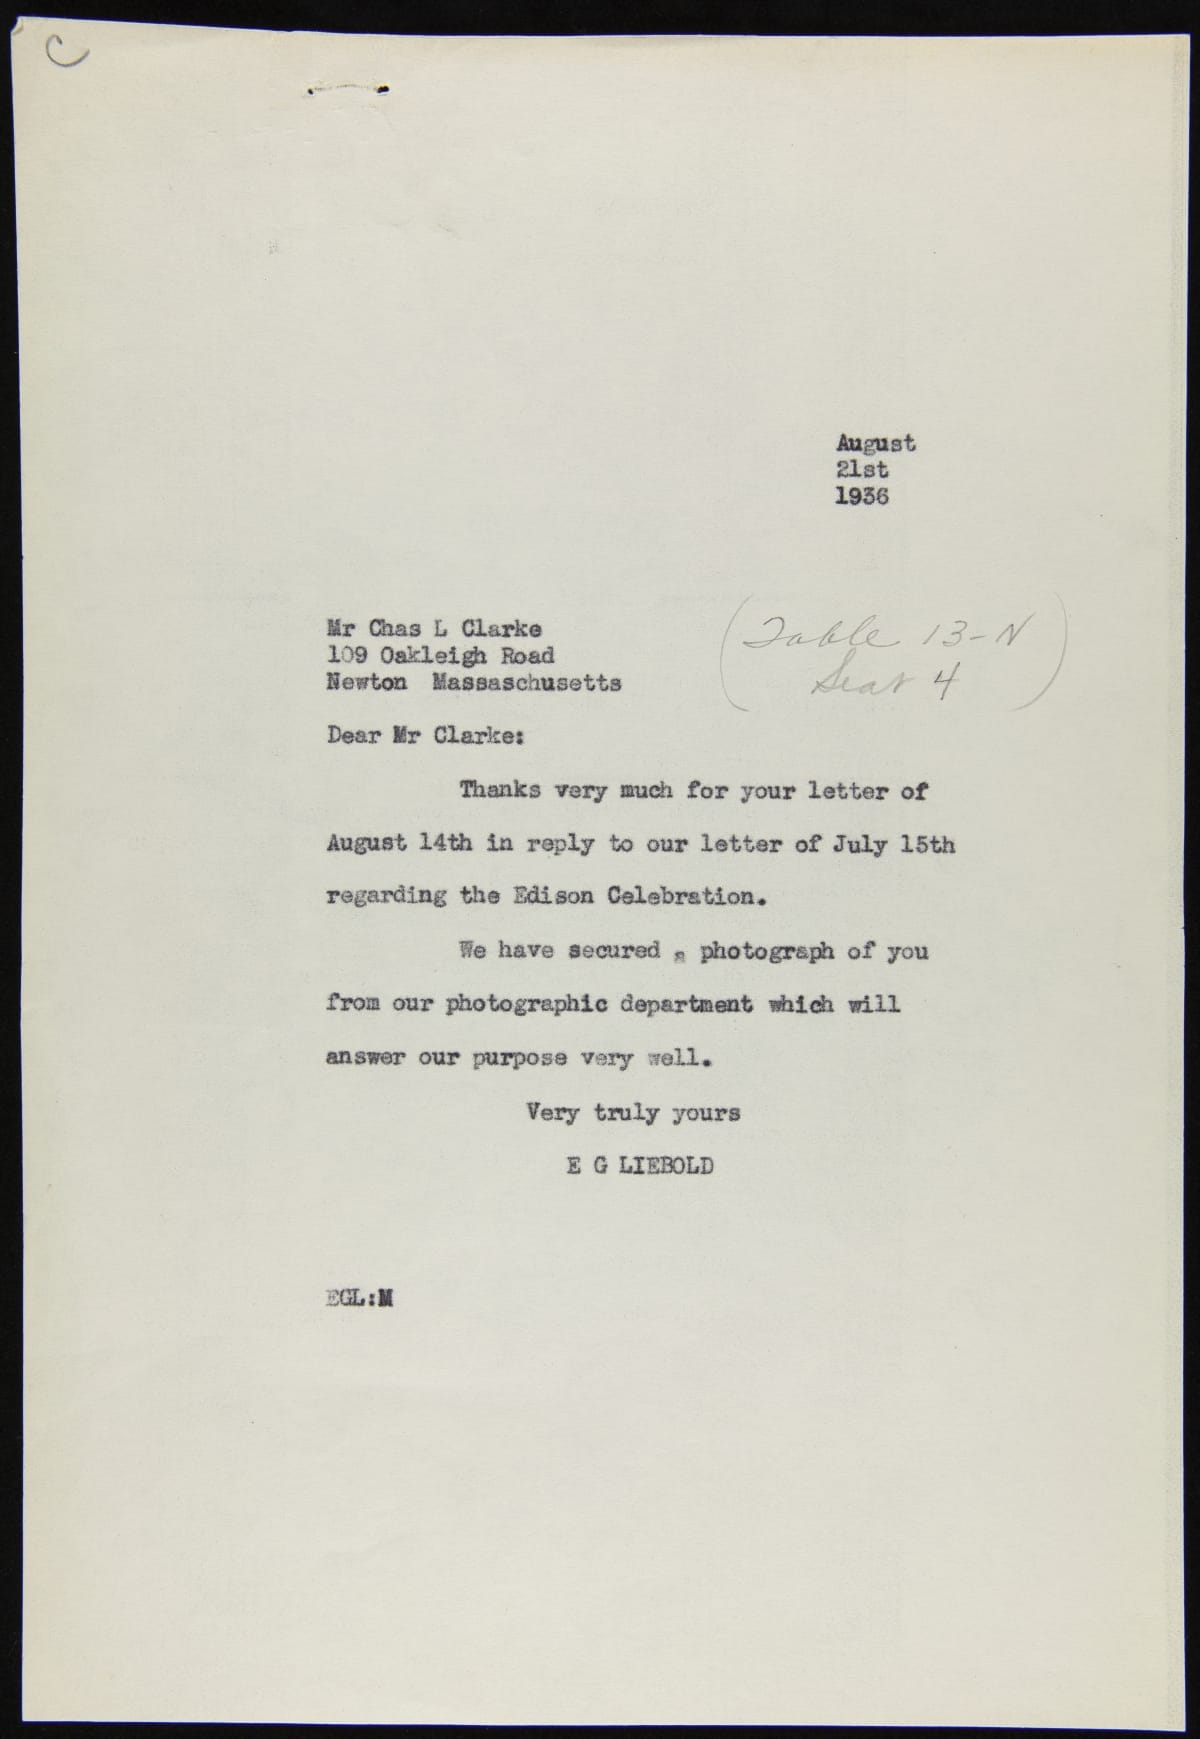 C
August
21st
1936
Mr Chas L Clarke
109 Oakleigh Road
Newton Massaschusetts
(Table 13-N
Seat 4)
Dear Mr Clarke:
Thanks very much for your letter of
August 14th in reply to our letter of July 15th
regarding the Edison Celebration.
We have secured a photograph of you
from our photographic department which will
answer our purpose very well.
Very truly yours
E G LIEBOLD
EGL:M